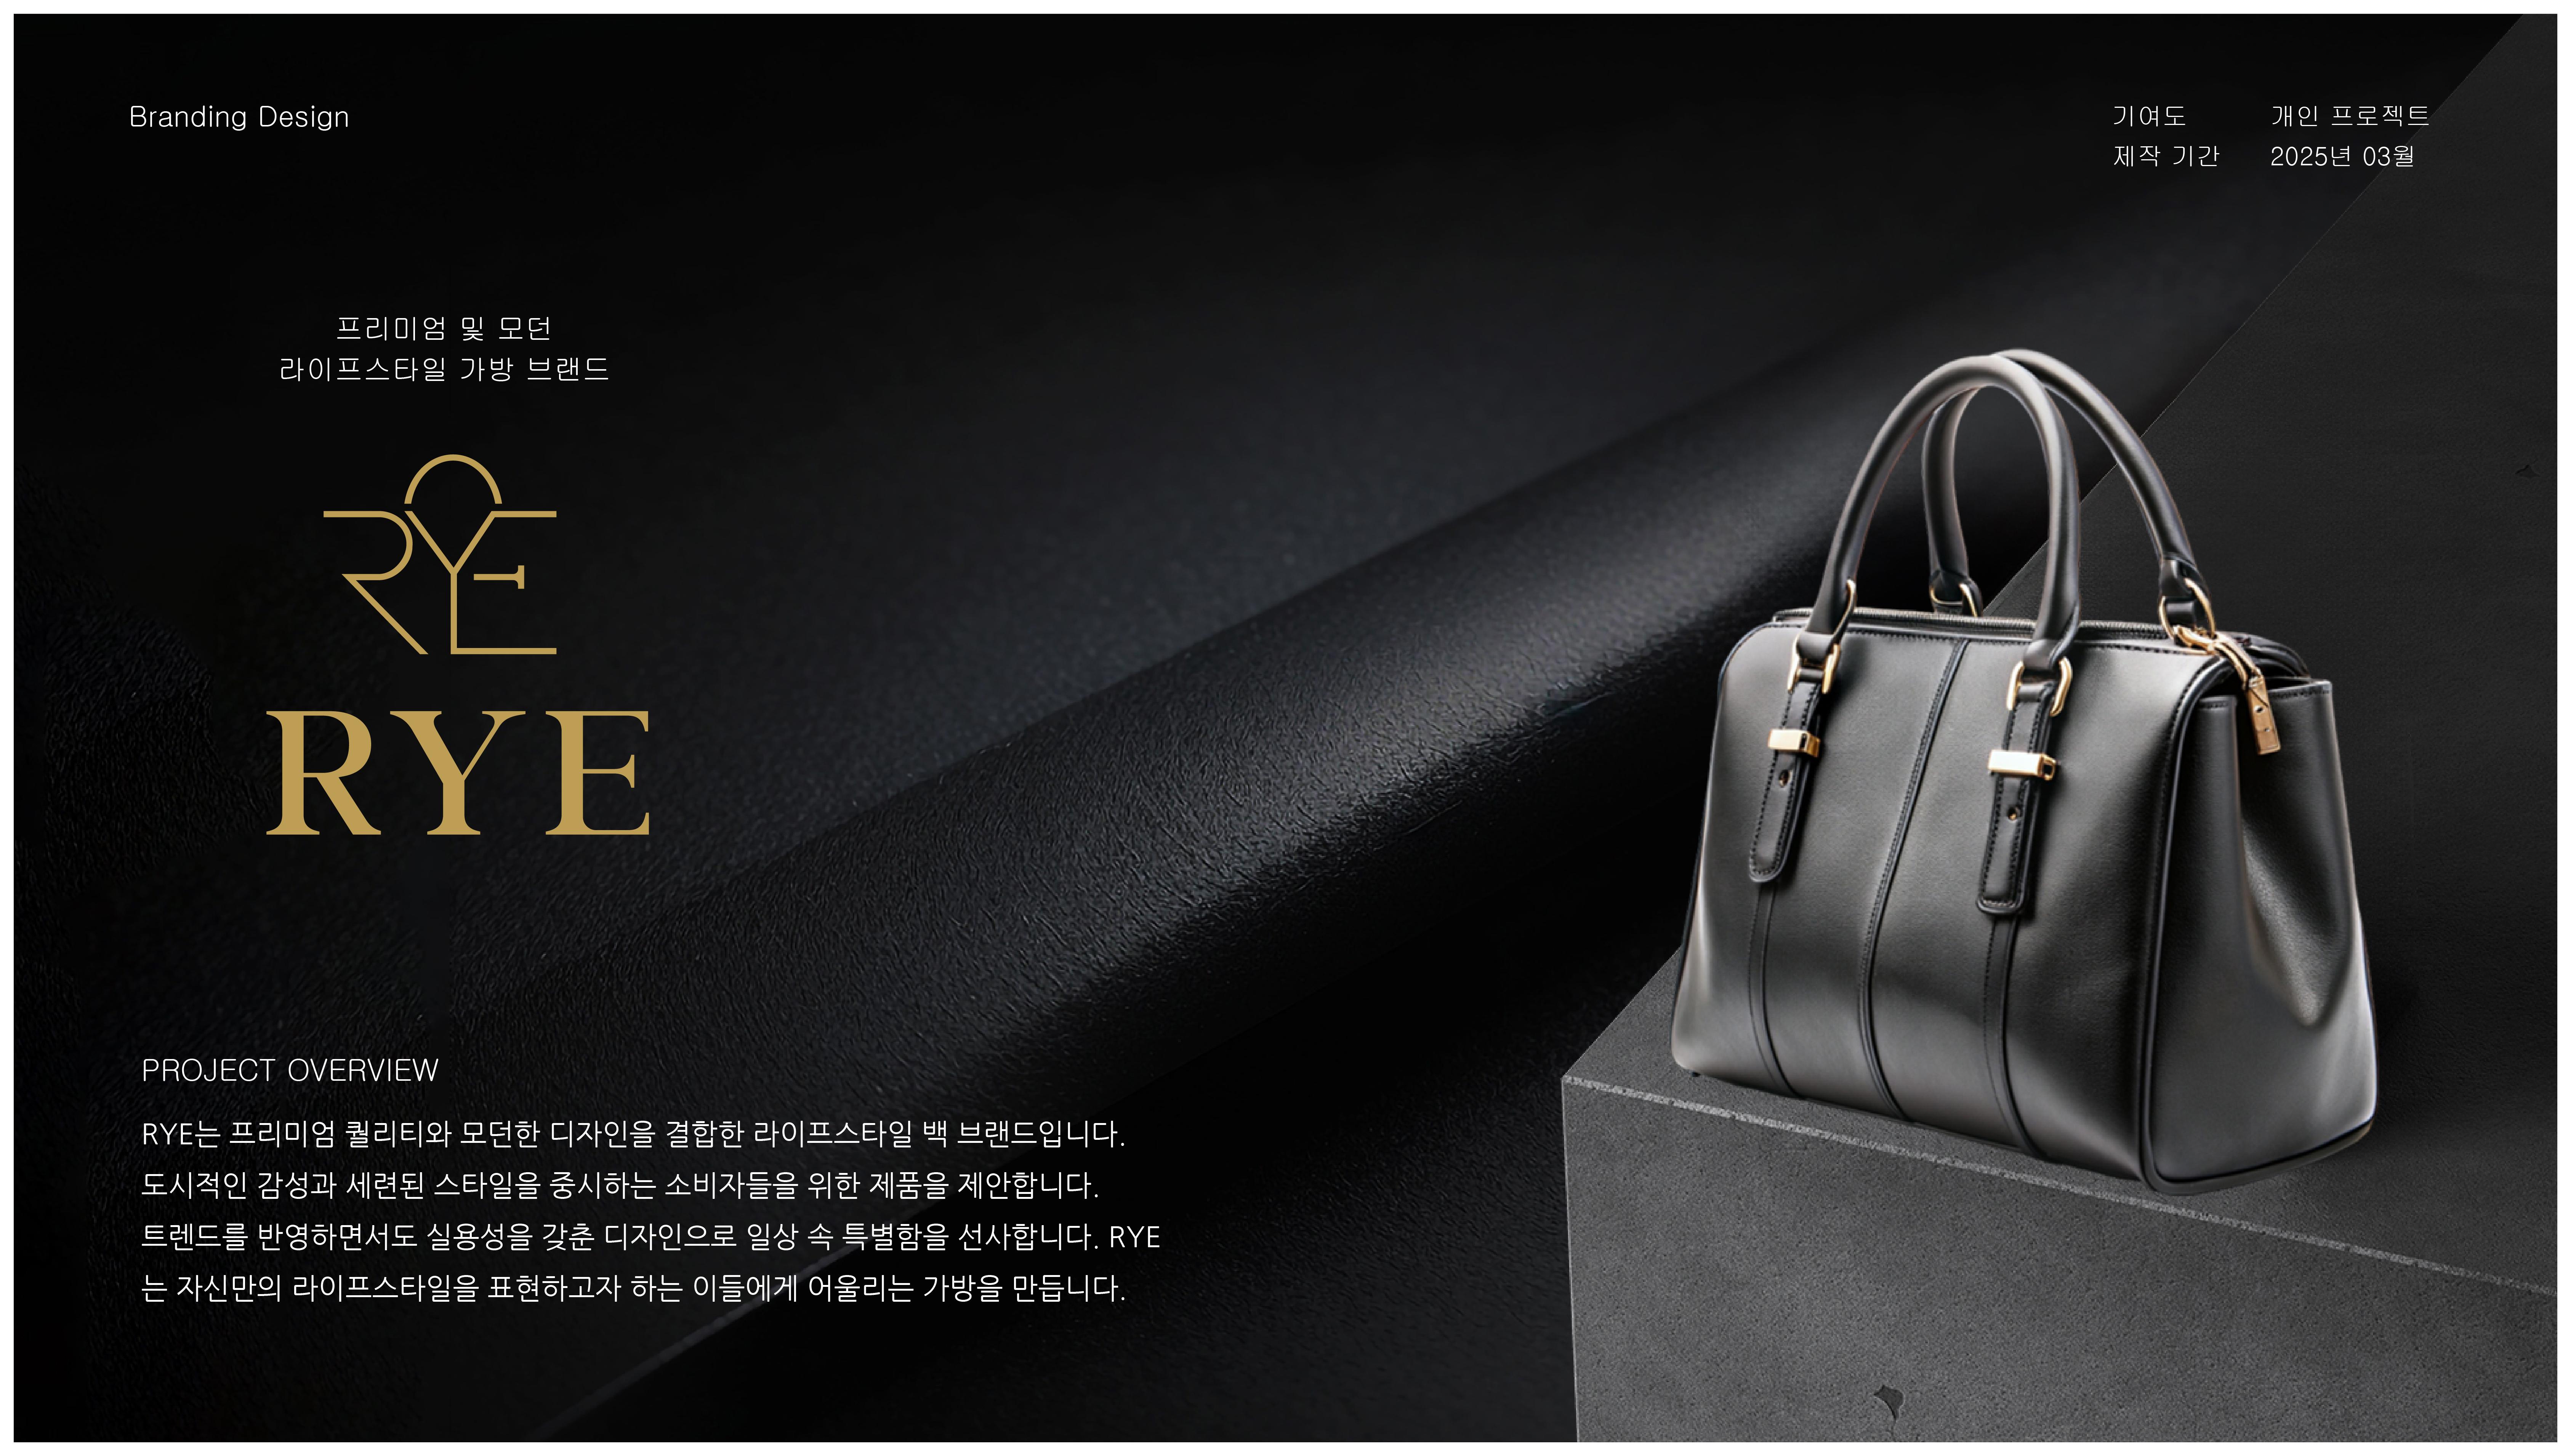 Branding Design
기여도 개인 프로젝트
제작 기간 2025년 03월
프리미엄 및 모던
라이프스타일 가방 브랜드
RYE
RYE
PROJECT OVERVIEW
RYE는 프리미엄 퀄리티와 모던한 디자인을 결합한 라이프스타일 백 브랜드입니다.
도시적인 감성과 세련된 스타일을 중시하는 소비자들을 위한 제품을 제안합니다.
트렌드를 반영하면서도 실용성을 갖춘 디자인으로 일상 속 특별함을 선사합니다. RYE
는 자신만의 라이프스타일을 표현하고자 하는 이들에게 어울리는 가방을 만듭니다.